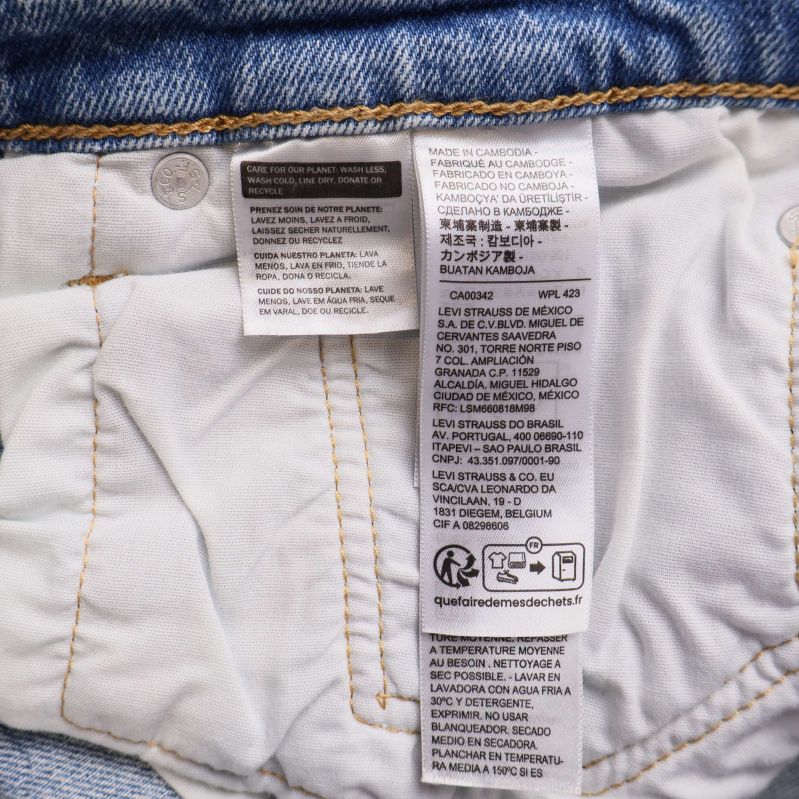 CARE FOR OUR PLANET: WASH LESS,
WASH COLD, LINE DRY, DONATE OR
RECYCLE
PRENEZ SOIN DE NOTRE PLANETE:
LAVEZ MOINS, LAVEZ A FROID,
LAISSEZ SECHER NATURELLEMENT,
DONNEZ OU RECYCLEZ
CUIDA NUESTRO PLANETA: LAVA
MENOS, LAVA EN FRIO, TIENDE LA
ROPA, DONA O RECICLA.
CUIDE DO NOSSO PLANETA: LAVE
MENOS, LAVE EM ÁGUA FRIA, SEQUE
EM VARAL, DOE OU RECICLE.
MADE IN CAMBODIA -
FABRIQUÉ AU CAMBODGE -
FABRICADO EN CAMBOYA -
FABRICADO NO CAMBOJA -
KAMBOÇYA' DA ÜRETİLİŞTİR -
СДЕЛАНО В КАМБОДЖЕ -
柬埔寨制造 - 柬埔寨製 -
제조국 : 캄보디아 -
カンボジア製 -
BUATAN KAMBOJA
CA00342 WPL 423
LEVI STRAUSS DE MÉXICO
S.A. DE C.V.BLVD. MIGUEL DE
CERVANTES SAAVEDRA
NO. 301, TORRE NORTE PISO
7 COL. AMPLIACIÓN
GRANADA C.P. 11529
ALCALDÍA. MIGUEL HIDALGO
CIUDAD DE MÉXICO, MÉXICO
RFC: LSM660818M98
LEVI STRAUSS DO BRASIL
AV. PORTUGAL, 400 06690-110
ITAPEVI – SAO PAULO BRASIL
CNPJ: 43.351.097/0001-90
LEVI STRAUSS & CO. EU
SCA/CVA LEONARDO DA
VINCILAAN, 19 - D
1831 DIEGEM, BELGIUM
CIF A 08298606
FR
quefairedemesdechets.fr
TURE MOYENNE. REPASSER
A TEMPERATURE MOYENNE
AU BESOIN . NETTOYAGE A
SEC POSSIBLE. - LAVAR EN
LAVADORA CON AGUA FRIA A
30ºC Y DETERGENTE,
EXPRIMIR. NO USAR
BLANQUEADOR. SECADO
MEDIO EN SECADORA.
PLANCHAR EN TEMPERATU-
RA MEDIA A 150ºC SI ES